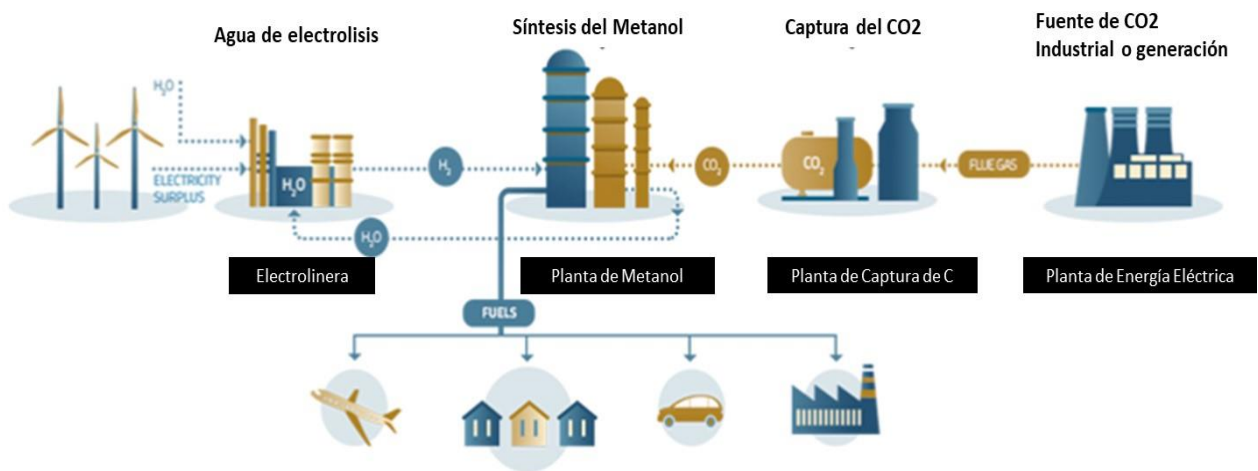 Agua de electrolisis
Síntesis del Metanol
Captura del CO2
Fuente de CO2
Industrial o generación
H₂O
ELECTRICITY
SURPLUS
H₂O
H₂
CO₂
CO₂
FLUE GAS
H₂O
Electrolinera
Planta de Metanol
Planta de Captura de C
Planta de Energía Eléctrica
FUELS